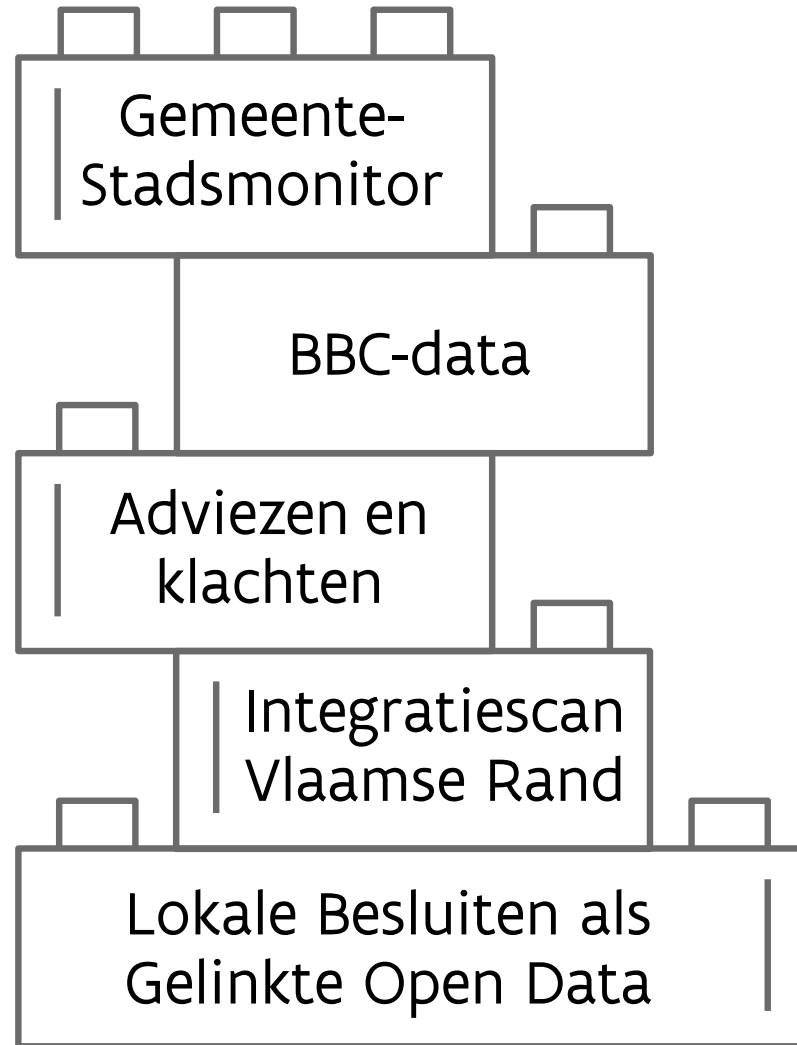 Gemeente-
Stadsmonitor
BBC-data
Adviezen en
klachten
Integratiescan
Vlaamse Rand
Lokale Besluiten als
Gelinkte Open Data